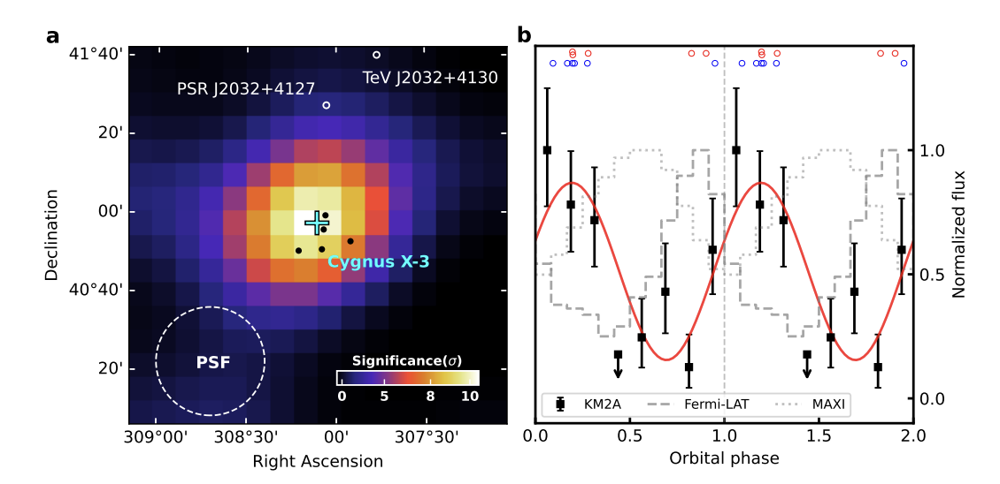 a
41°40'
20'
00'
40°40'
20'
Declination
PSR J2032+4127
TeV J2032+4130
Cygnus X-3
PSF
Significance(σ)
0 5 8 10
309°00' 308°30' 00' 307°30'
Right Ascension
b
1.0
0.5
0.0
Normalized flux
KM2A Fermi-LAT MAXI
0.0 0.5 1.0 1.5 2.0
Orbital phase